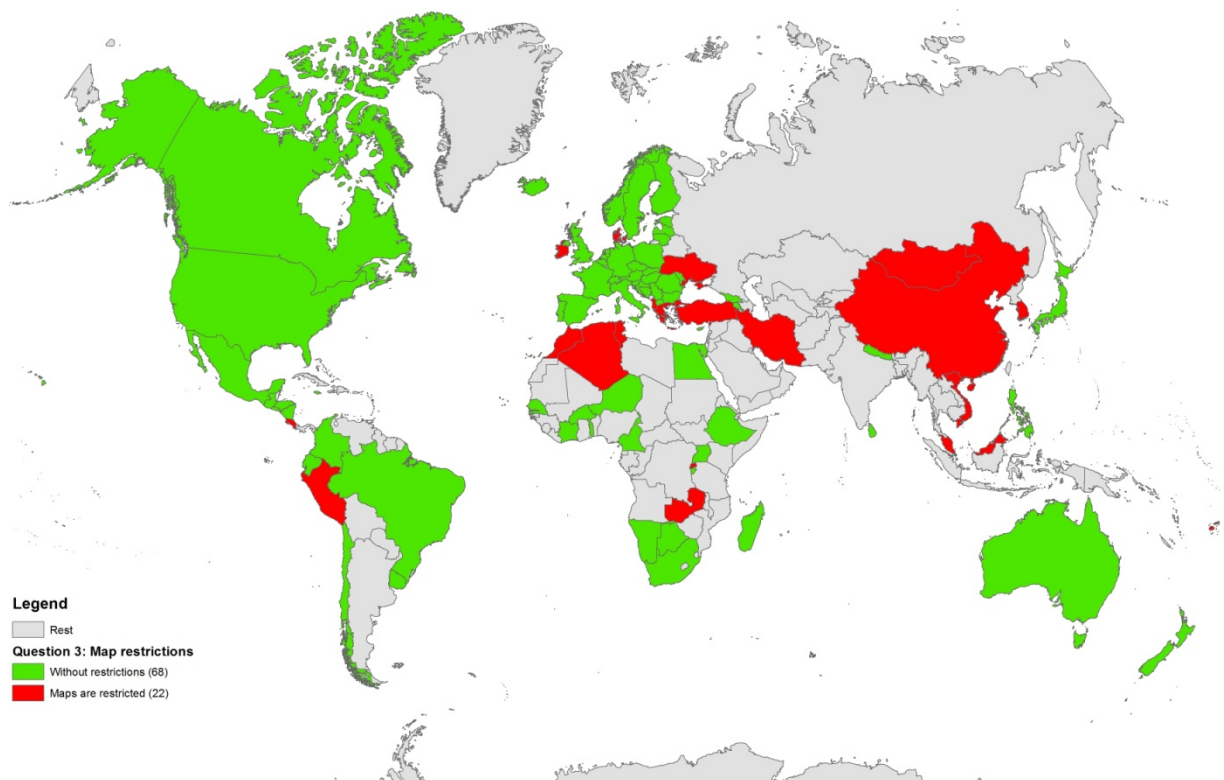 Legend
Rest
Question 3: Map restrictions
Without restrictions (68)
Maps are restricted (22)